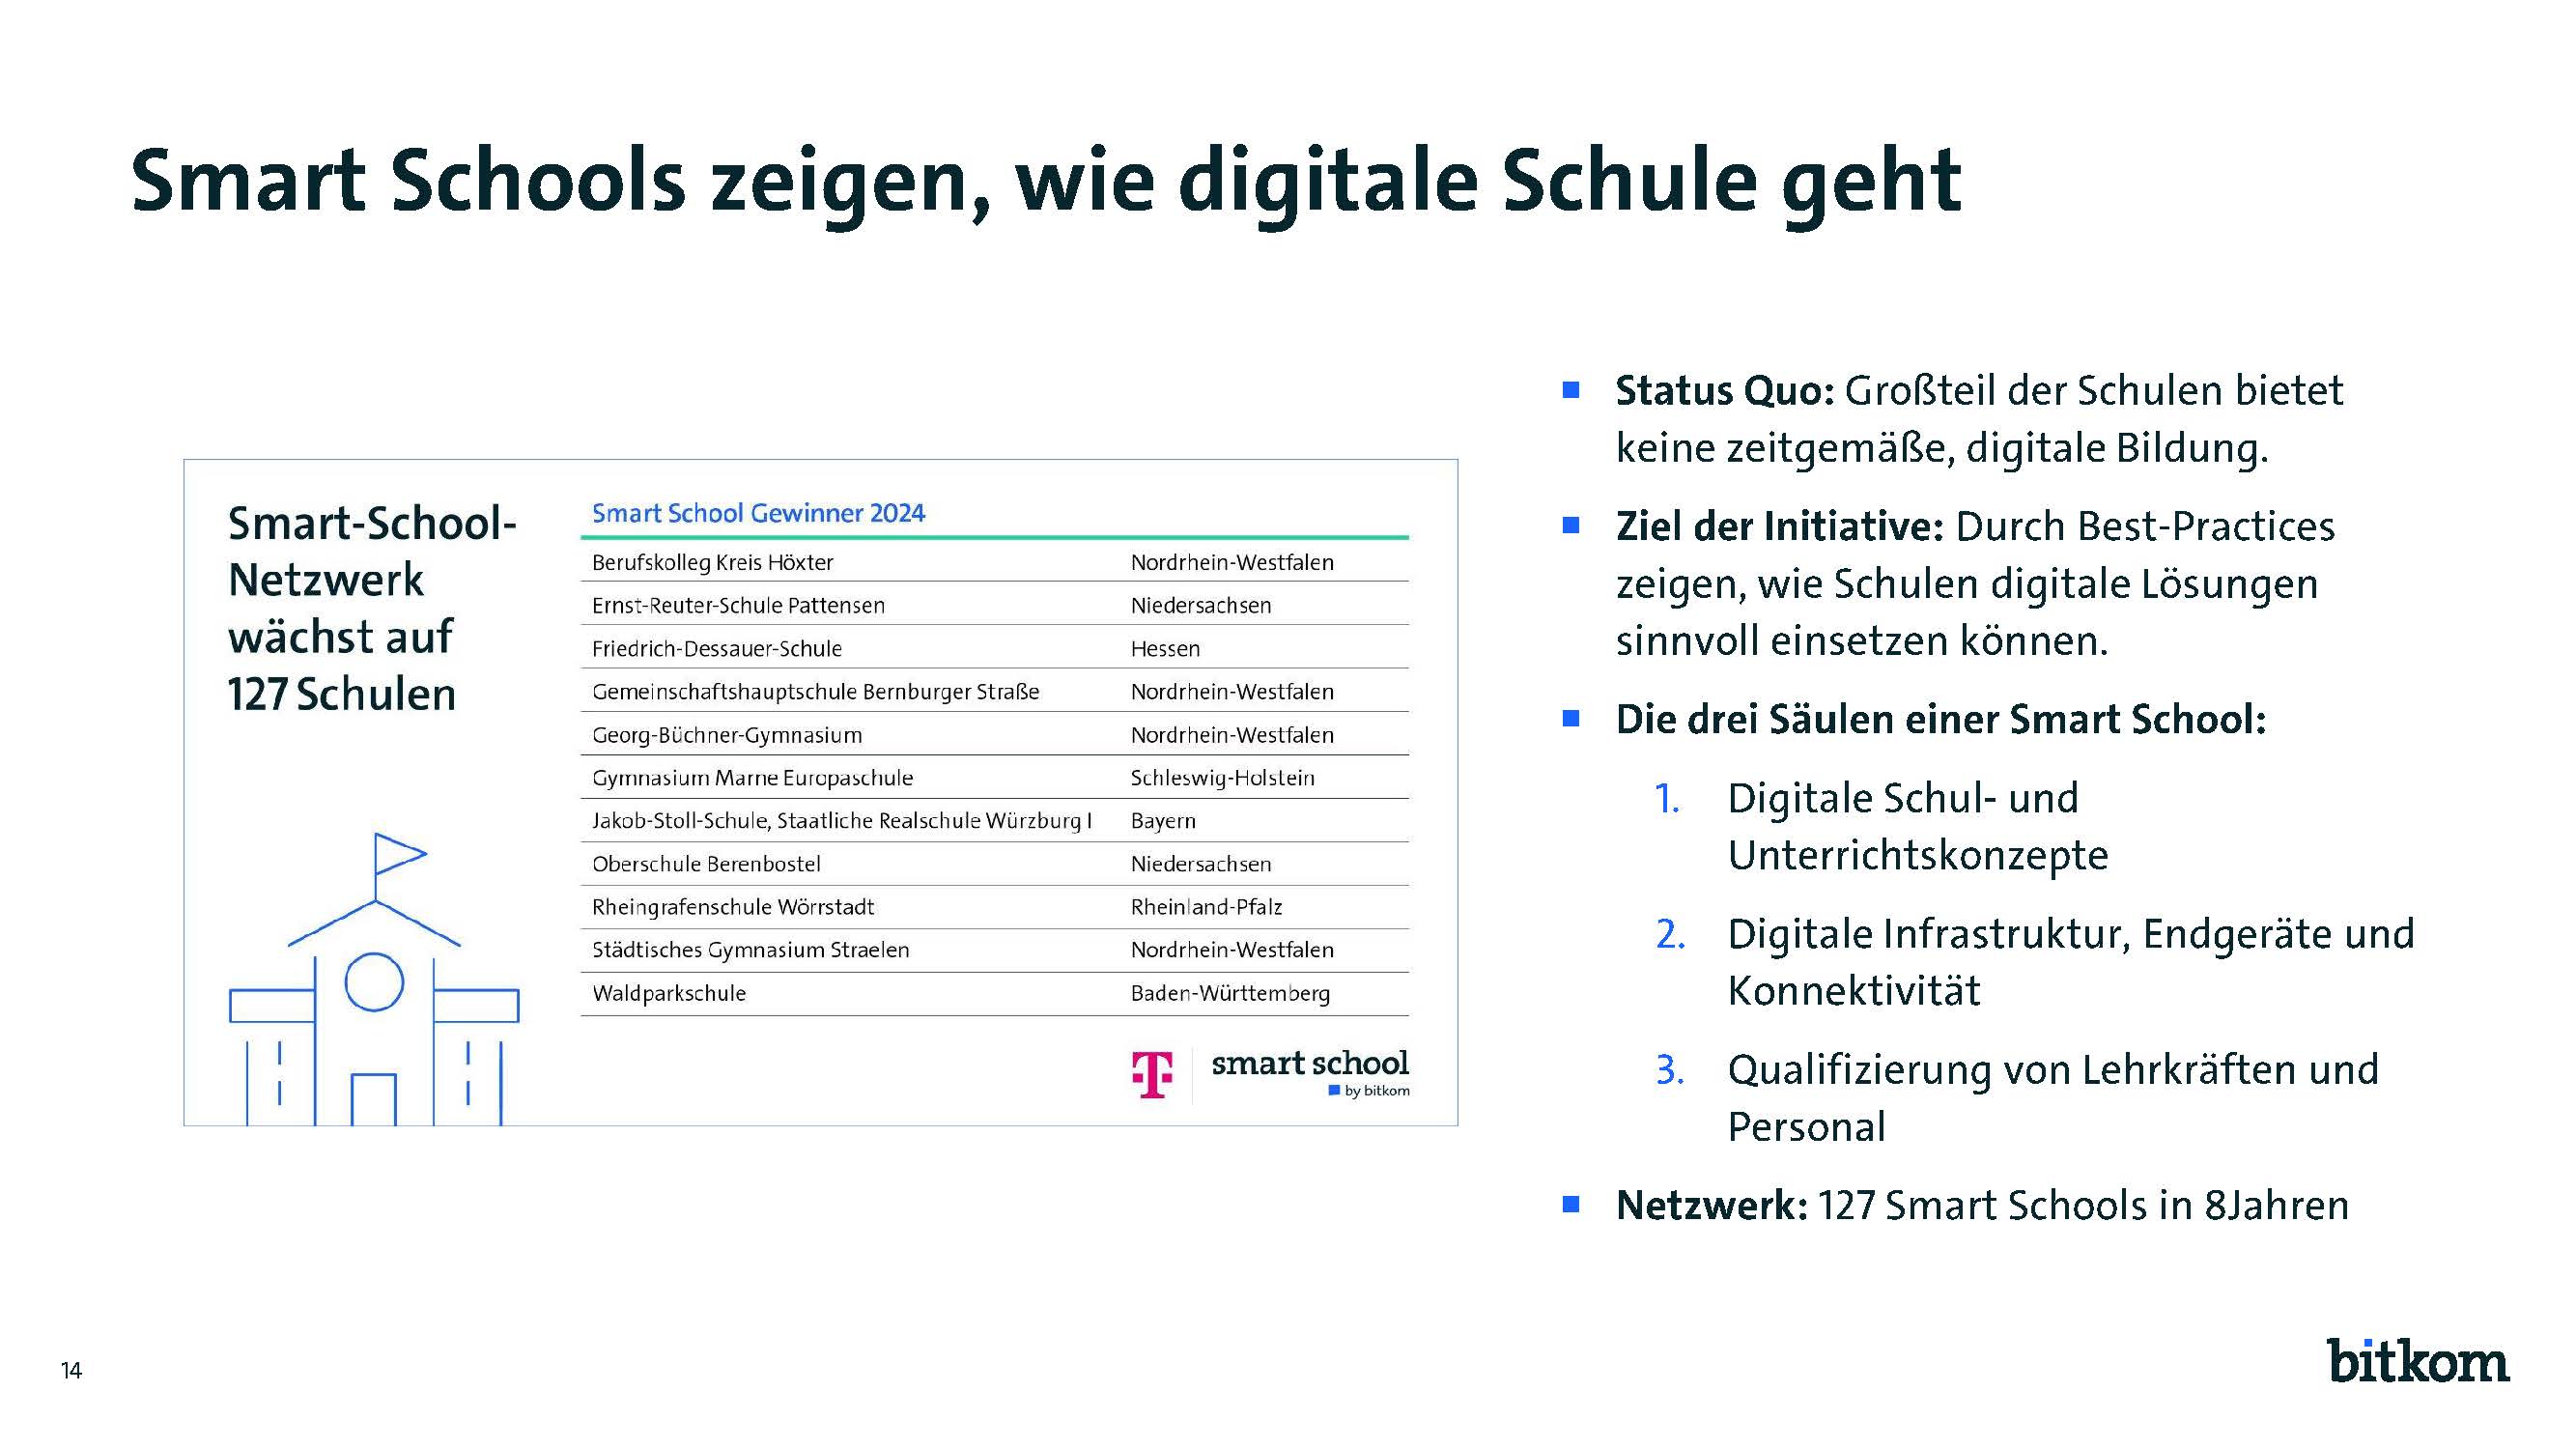 Smart Schools zeigen, wie digitale Schule geht
Smart-School-
Netzwerk
wächst auf
127 Schulen
Smart School Gewinner 2024
Berufskolleg Kreis Höxter Nordrhein-Westfalen
Ernst-Reuter-Schule Pattensen Niedersachsen
Friedrich-Dessauer-Schule Hessen
Gemeinschaftshauptschule Bernburger Straße Nordrhein-Westfalen
Georg-Büchner-Gymnasium Nordrhein-Westfalen
Gymnasium Marne Europaschule Schleswig-Holstein
Jakob-Stoll-Schule, Staatliche Realschule Würzburg I Bayern
Oberschule Berenbostel Niedersachsen
Rheingrafenschule Wörrstadt Rheinland-Pfalz
Städtisches Gymnasium Straelen Nordrhein-Westfalen
Waldparkschule Baden-Württemberg
T smart school
by bitkom
Status Quo: Großteil der Schulen bietet
keine zeitgemäße, digitale Bildung.
Ziel der Initiative: Durch Best-Practices
zeigen, wie Schulen digitale Lösungen
sinnvoll einsetzen können.
Die drei Säulen einer Smart School:
1. Digitale Schul- und
Unterrichtskonzepte
2. Digitale Infrastruktur, Endgeräte und
Konnektivität
3. Qualifizierung von Lehrkräften und
Personal
Netzwerk: 127 Smart Schools in 8Jahren
14
bitkom